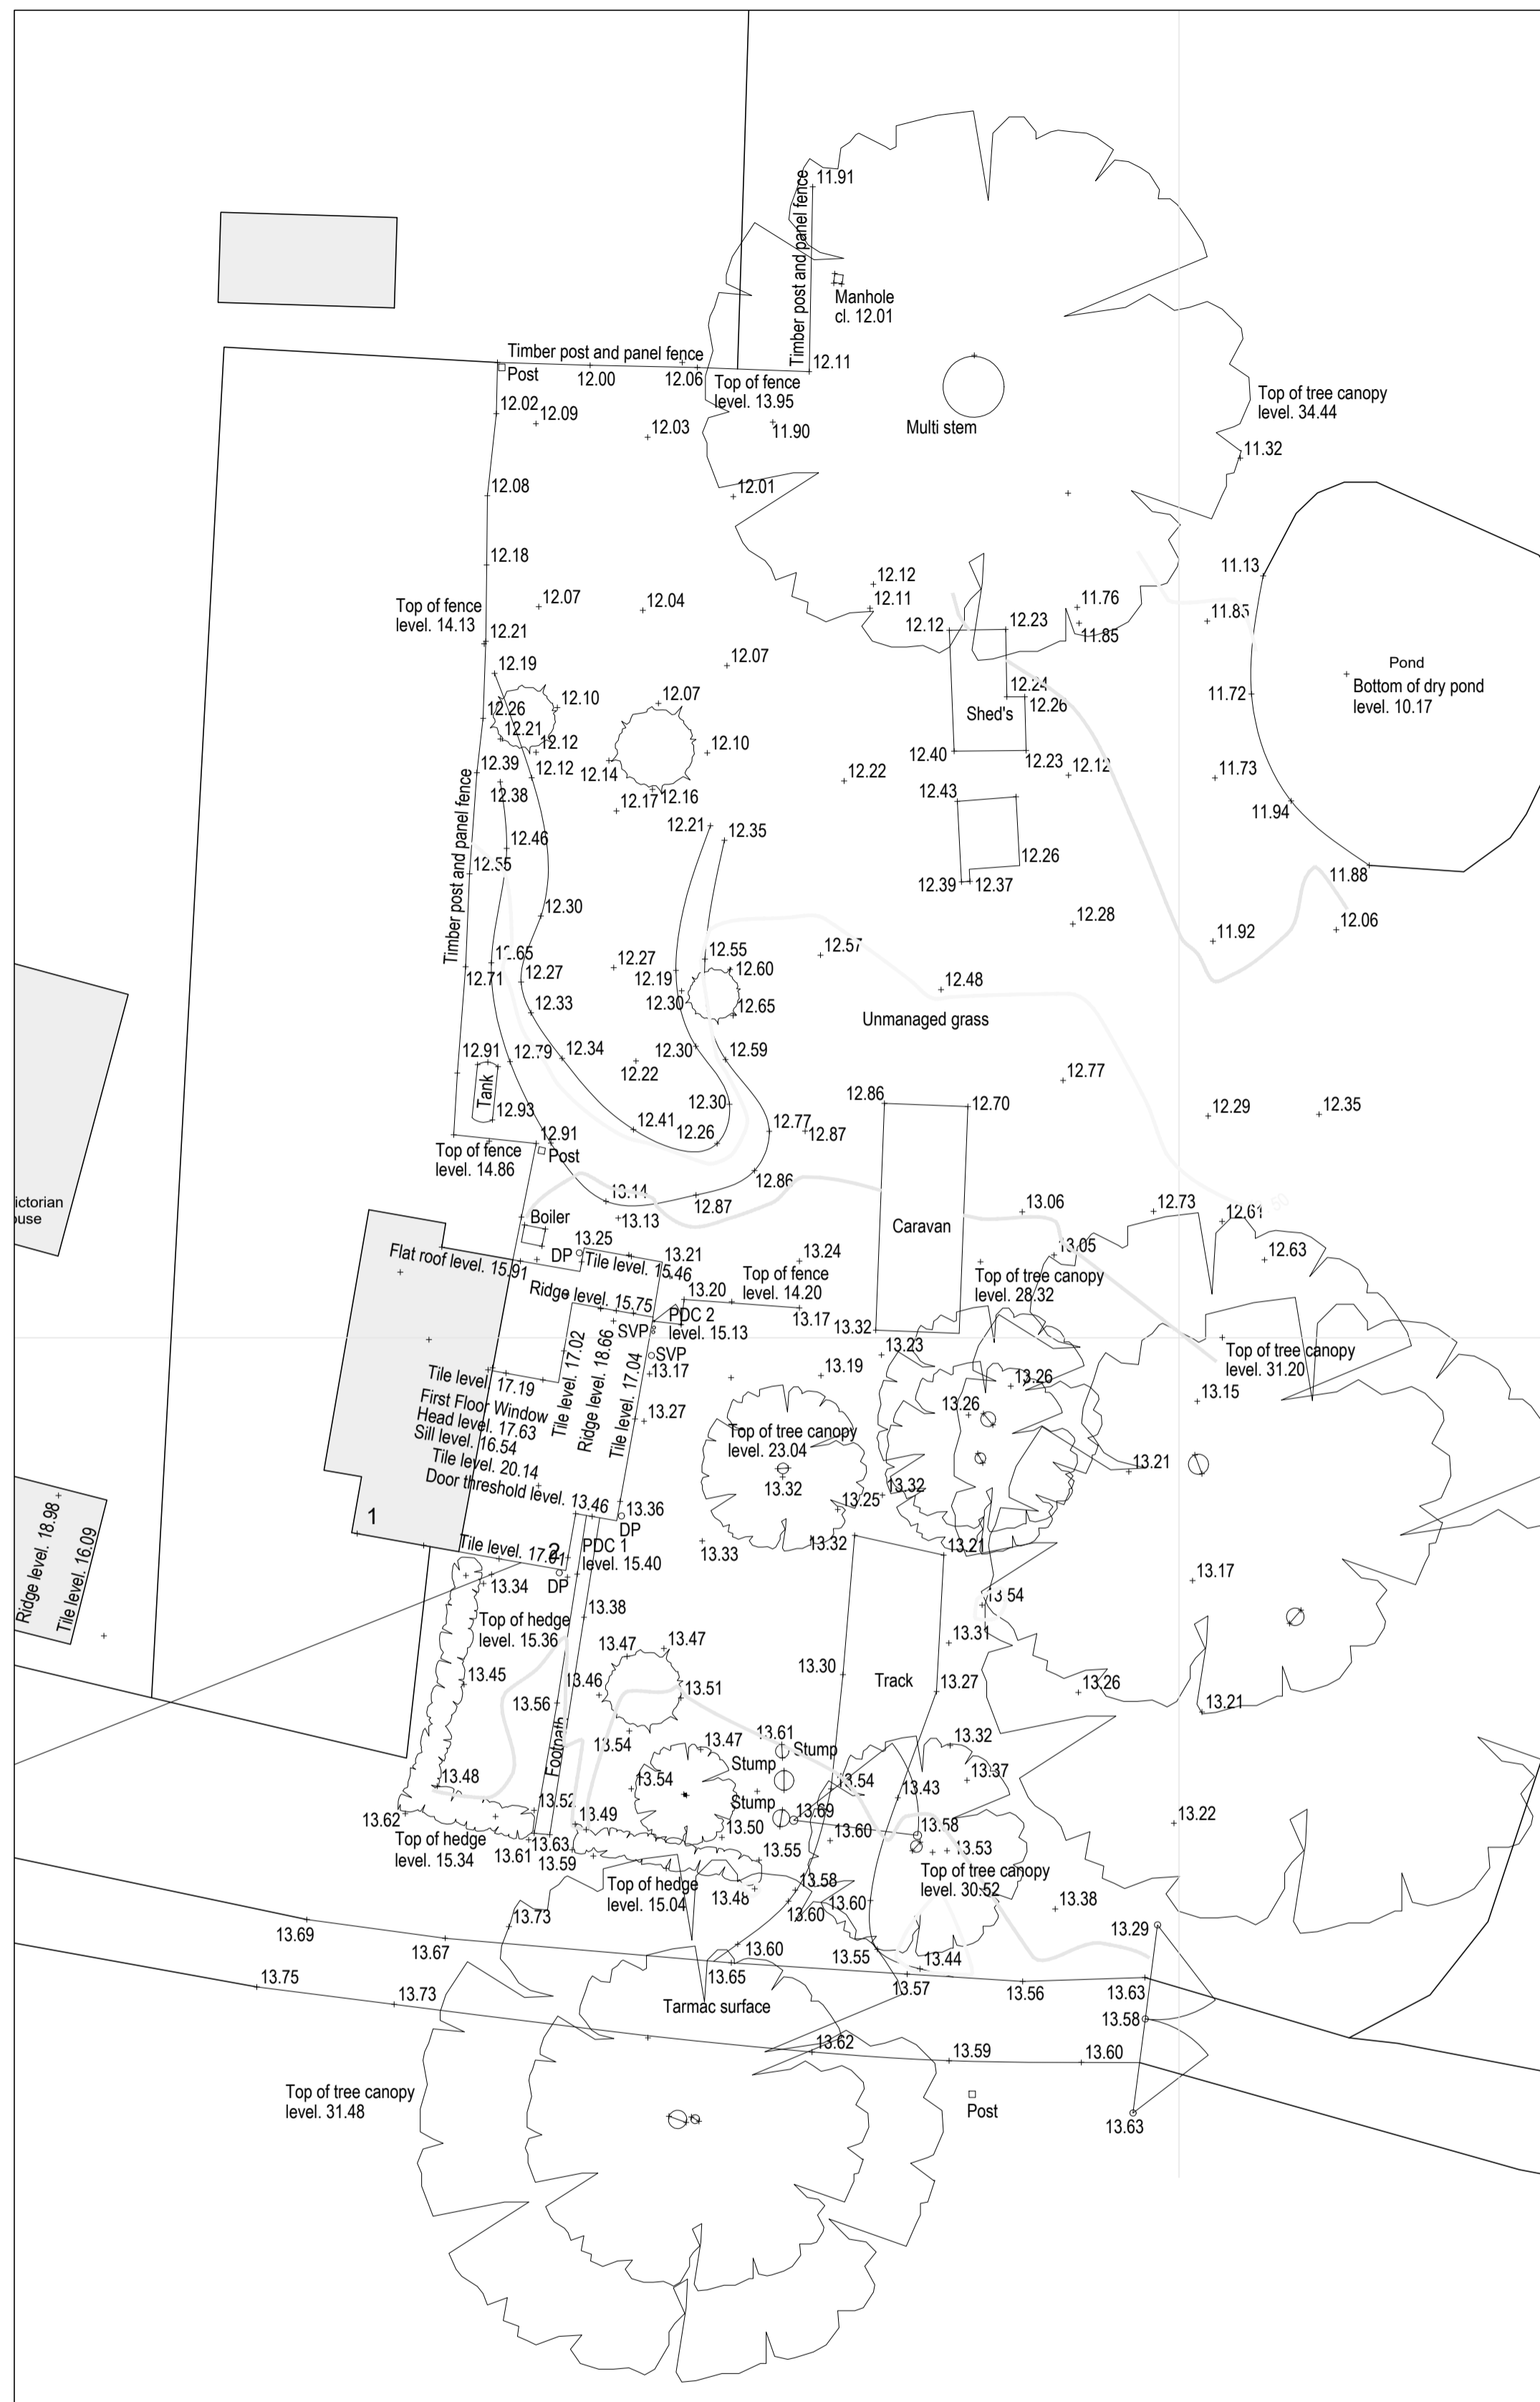 11.91
Timber post and panel fence
Manhole
cl. 12.01
Timber post and panel fence
Post
12.00
12.06
12.11
Top of fence
level. 13.95
Top of tree canopy
level. 34.44
12.02
12.09
12.03
11.90
Multi stem
11.32
12.08
12.01
12.18
11.13
12.12
12.07
12.04
12.11
11.76
11.85
Top of fence
level. 14.13
12.12
12.23
11.85
12.21
12.19
12.07
Pond
Bottom of dry pond
level. 10.17
12.10
12.07
12.24
11.72
12.26
12.26
Shed's
12.21
12.12
12.10
12.40
12.23
12.12
12.39
12.12
12.14
12.22
11.73
12.38
12.17
12.16
12.43
11.94
12.21
12.35
12.46
Timber post and panel fence
12.55
12.26
11.88
12.39
12.37
12.30
12.28
12.06
11.92
12.65
12.27
12.55
12.57
12.71
12.27
12.19
12.60
12.48
12.33
12.30
12.65
Unmanaged grass
12.91
12.79
12.34
12.30
12.59
12.22
12.77
Tank
12.93
12.30
12.86
12.70
12.41
12.77
12.87
12.29
12.35
12.91
12.26
Top of fence
level. 14.86
Post
12.86
13.14
12.87
ictorian
use
13.13
Boiler
13.06
12.73
12.61
Caravan
13.25
DP
13.21
13.24
13.05
12.63
Flat roof level. 15.91
Tile level. 15.46
Top of fence
level. 14.20
Top of tree canopy
level. 28.32
Ridge level. 15.75
13.20
PDC 2
level. 15.13
13.17
SVP
13.32
SVP
13.23
Top of tree canopy
level. 31.20
Tile level. 17.02
Ridge level. 18.66
Tile level. 17.04
13.17
13.19
13.26
13.15
Tile level. 17.19
First Floor Window
Head level. 17.63
Sill level. 16.54
Tile level. 20.14
Door threshold level. 13.46
13.27
13.26
Top of tree canopy
level. 23.04
13.21
13.32
13.32
13.25
13.36
DP
1
Ridge level. 18.98
Tile level. 16.09
Tile level. 17.01
2
PDC 1
level. 15.40
13.33
13.32
13.21
DP
13.34
13.17
13.54
13.38
Top of hedge
level. 15.36
13.47
13.47
13.31
13.45
13.46
13.51
13.30
Track
13.27
13.26
13.56
13.21
Footpath
13.54
13.47
13.61
Stump
13.32
Stump
13.48
13.54
13.54
13.37
13.43
Stump
13.69
13.62
13.52
13.49
13.50
13.60
13.58
13.22
Top of hedge
level. 15.34
13.61
13.63
13.59
13.55
13.53
Top of tree canopy
level. 30.52
Top of hedge
level. 15.04
13.48
13.58
13.60
13.60
13.38
13.69
13.73
13.29
13.67
13.60
13.55
13.44
13.65
13.57
13.56
13.63
13.75
13.73
Tarmac surface
13.58
13.62
13.59
13.60
Top of tree canopy
level. 31.48
Post
13.63